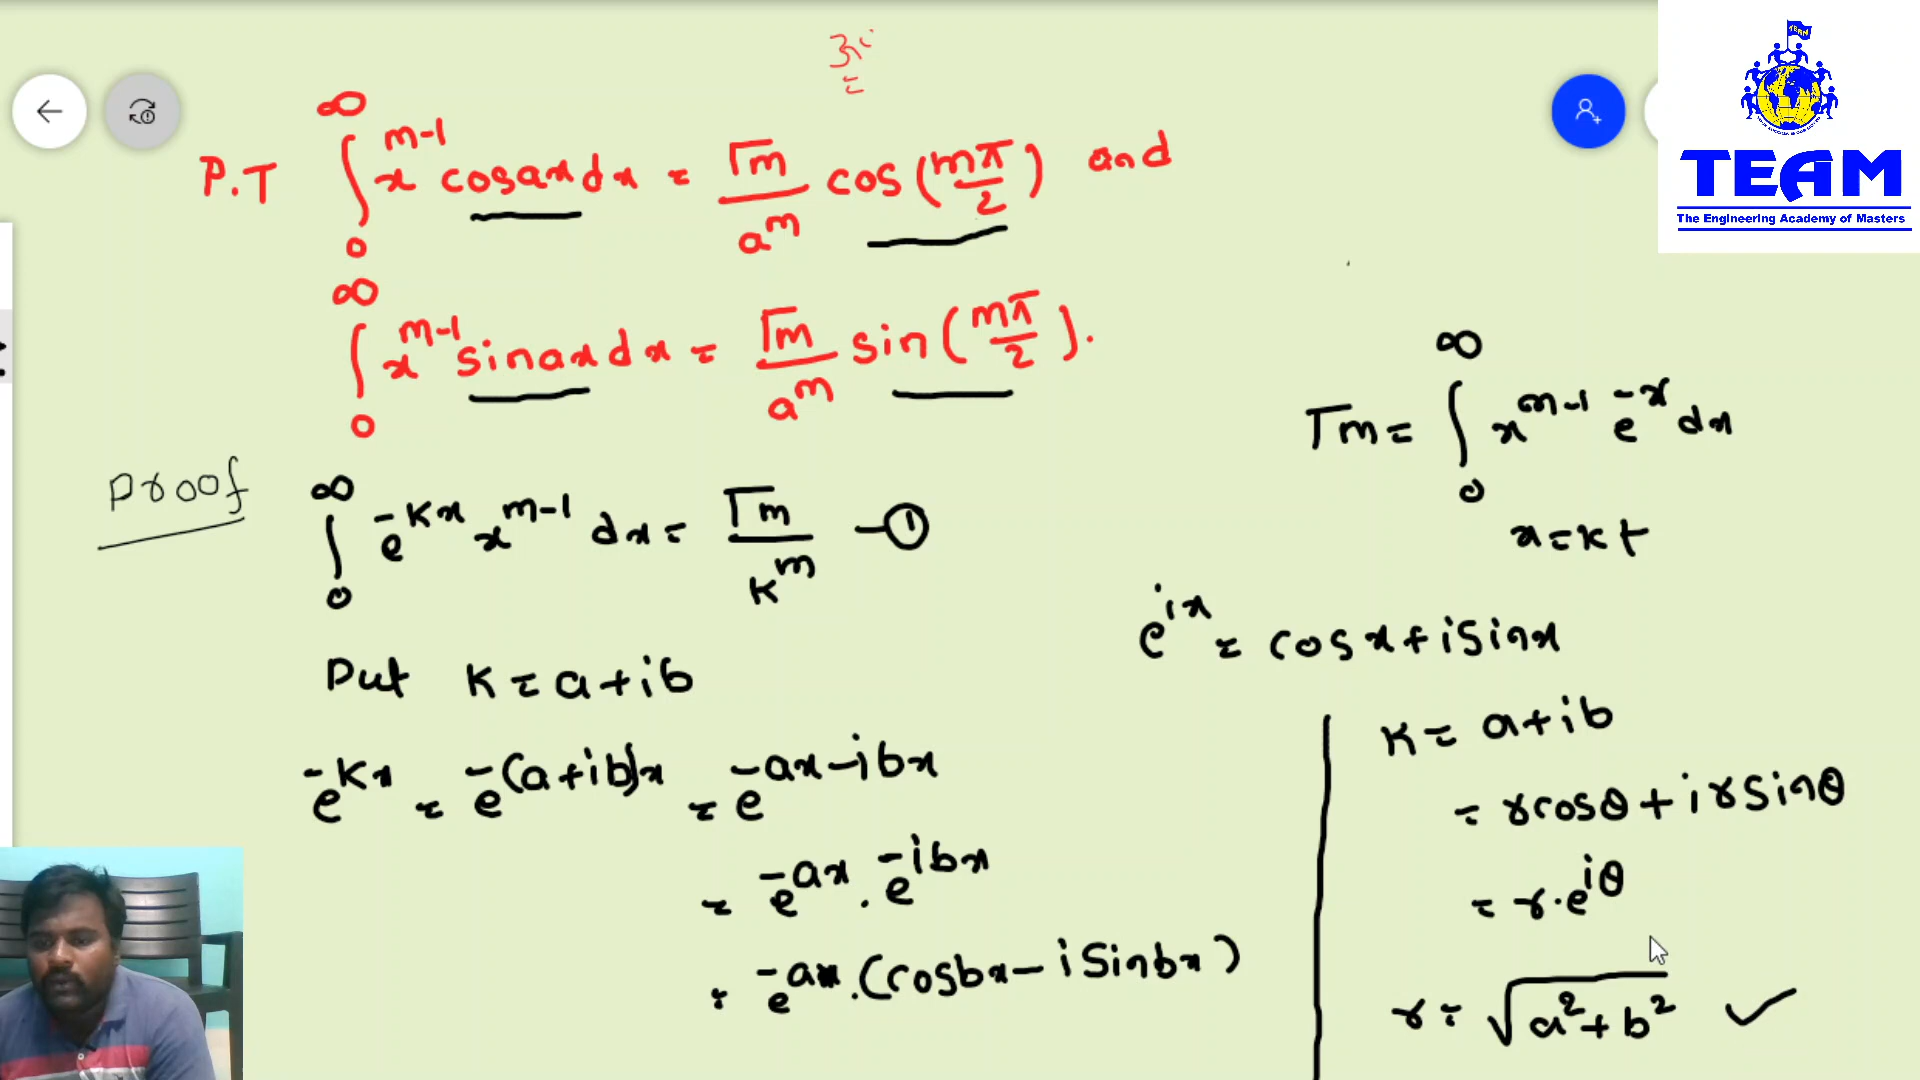 P.T ∫₀^∞ x^{m-1} cosax dx = Γm/a^m cos(mπ/2) and
∫₀^∞ x^{m-1} sinax dx = Γm/a^m sin(mπ/2).
Proof
∫₀^∞ e^{-Kx} x^{m-1} dx = Γm/K^m —①
Put K = a+ib
e^{-Kx} = e^{-(a+ib)x} = e^{-ax-ibx}
= e^{-ax} . e^{-ibx}
= e^{-ax} . (cosbx - i Sinbx)
Γm = ∫₀^∞ x^{m-1} e^{-x} dx
x = kt
e^{ix} = cosx + iSinx
K = a+ib
= rcosθ + irSinθ
= r.e^{iθ}
r = √(a²+b²) ✓
TEAM
TEAM
The Engineering Academy of Masters